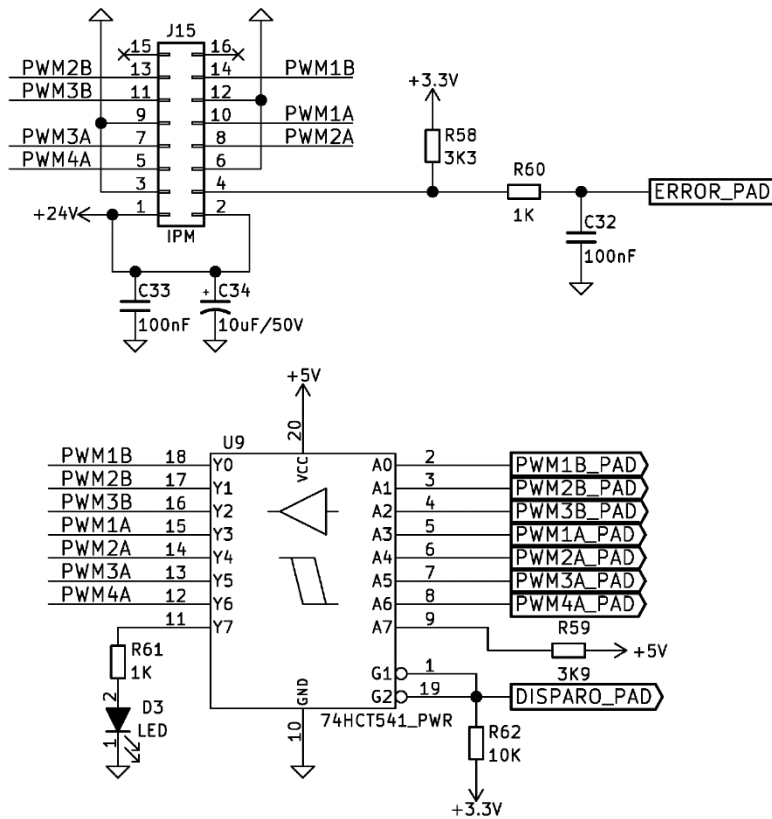 J15
15 16
PWM2B 13 14 PWM1B
PWM3B 11 12
9 10 PWM1A
PWM3A 7 8 PWM2A
PWM4A 5 6
3 4
+24V 1 2
IPM
+3.3V
R58
3K3
R60
1K
ERROR_PAD
C32
100nF
C33
100nF
+ C34
10uF/50V
+5V
U9
20
VCC
PWM1B 18 Y0 A0 2 PWM1B_PAD
PWM2B 17 Y1 A1 3 PWM2B_PAD
PWM3B 16 Y2 A2 4 PWM3B_PAD
PWM1A 15 Y3 A3 5 PWM1A_PAD
PWM2A 14 Y4 A4 6 PWM2A_PAD
PWM3A 13 Y5 A5 7 PWM3A_PAD
PWM4A 12 Y6 A6 8 PWM4A_PAD
11 Y7 A7 9
R59
3K9
+5V
G1 1
G2 19 DISPARO_PAD
R61
1K
2
D3
LED
1
GND
10
74HCT541_PWR
R62
10K
+3.3V